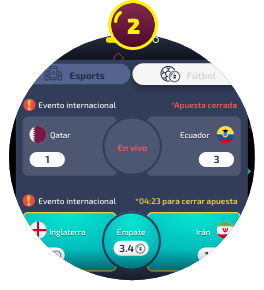 2
Esports
Fútbol
Evento internacional
*Apuesta cerrada
Qatar
Ecuador
En vivo
1
3
Evento internacional
*04:23 para cerrar apuesta
Inglaterra
Empate
Irán
3.4